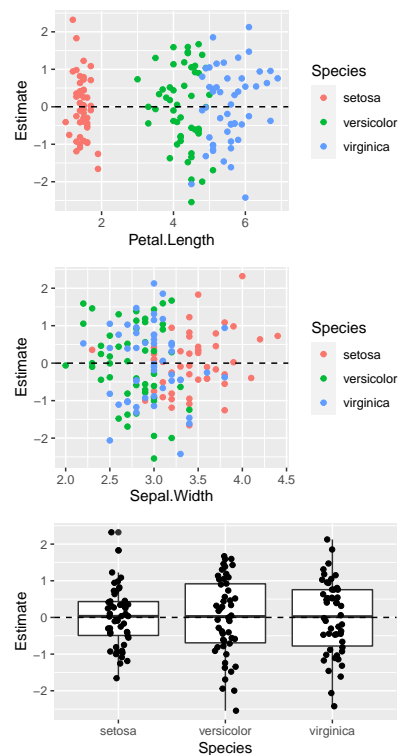 2
1
0
−1
−2
Estimate
2
4
6
Petal.Length
Species
setosa
versicolor
virginica
2
1
0
−1
−2
Estimate
2.0
2.5
3.0
3.5
4.0
4.5
Sepal.Width
Species
setosa
versicolor
virginica
2
1
0
−1
−2
Estimate
setosa
versicolor
virginica
Species